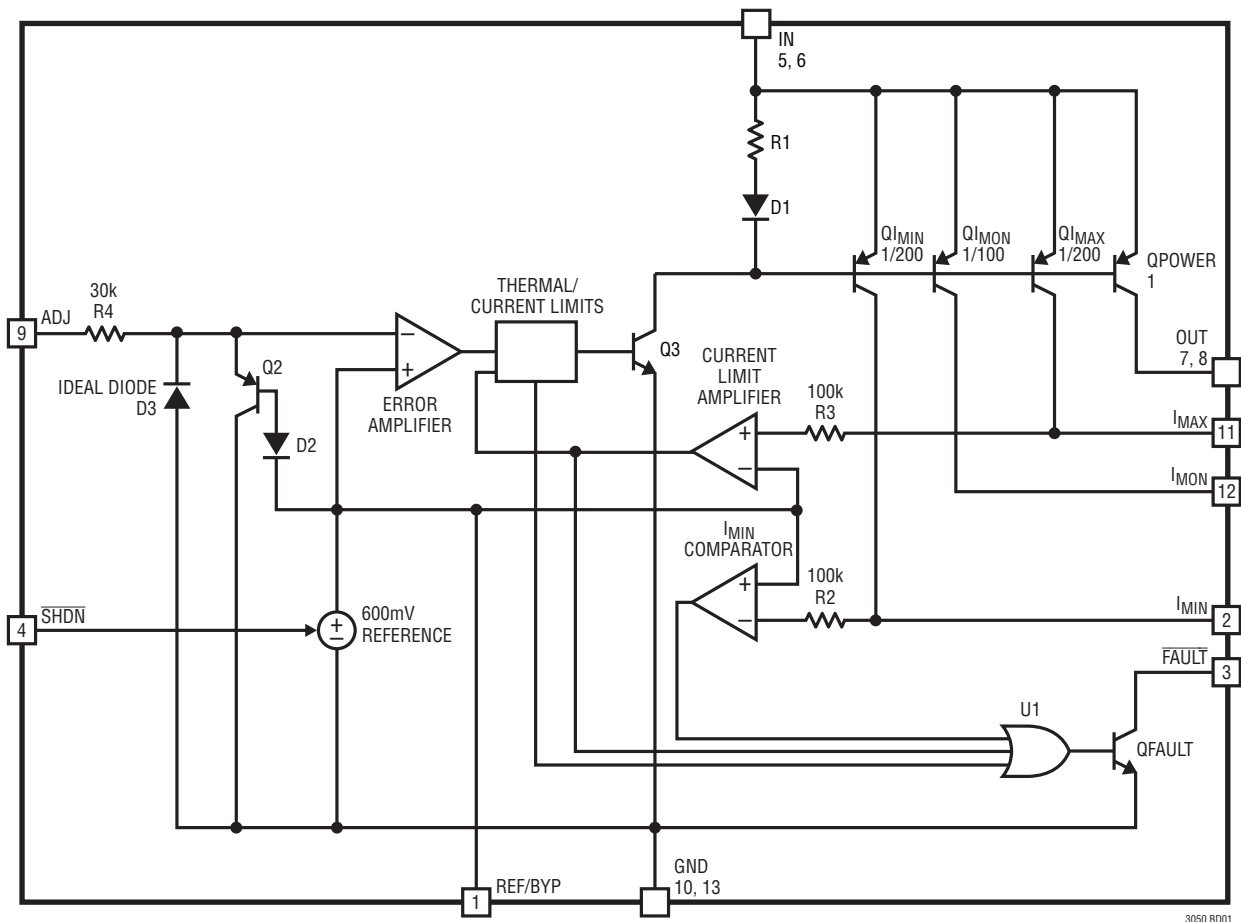 IN
5, 6
R1
D1
QIMIN
1/200
QIMON
1/100
QIMAX
1/200
QPOWER
1
30k
R4
9
ADJ
THERMAL/
CURRENT LIMITS
Q2
IDEAL DIODE
D3
D2
−
+
ERROR
AMPLIFIER
Q3
CURRENT
LIMIT
AMPLIFIER
100k
R3
+
−
OUT
7, 8
IMAX
11
IMON
12
IMIN
COMPARATOR
100k
R2
+
−
IMIN
2
SHDN
4
+
−
600mV
REFERENCE
FAULT
3
U1
QFAULT
REF/BYP
1
GND
10, 13
3050 BD01